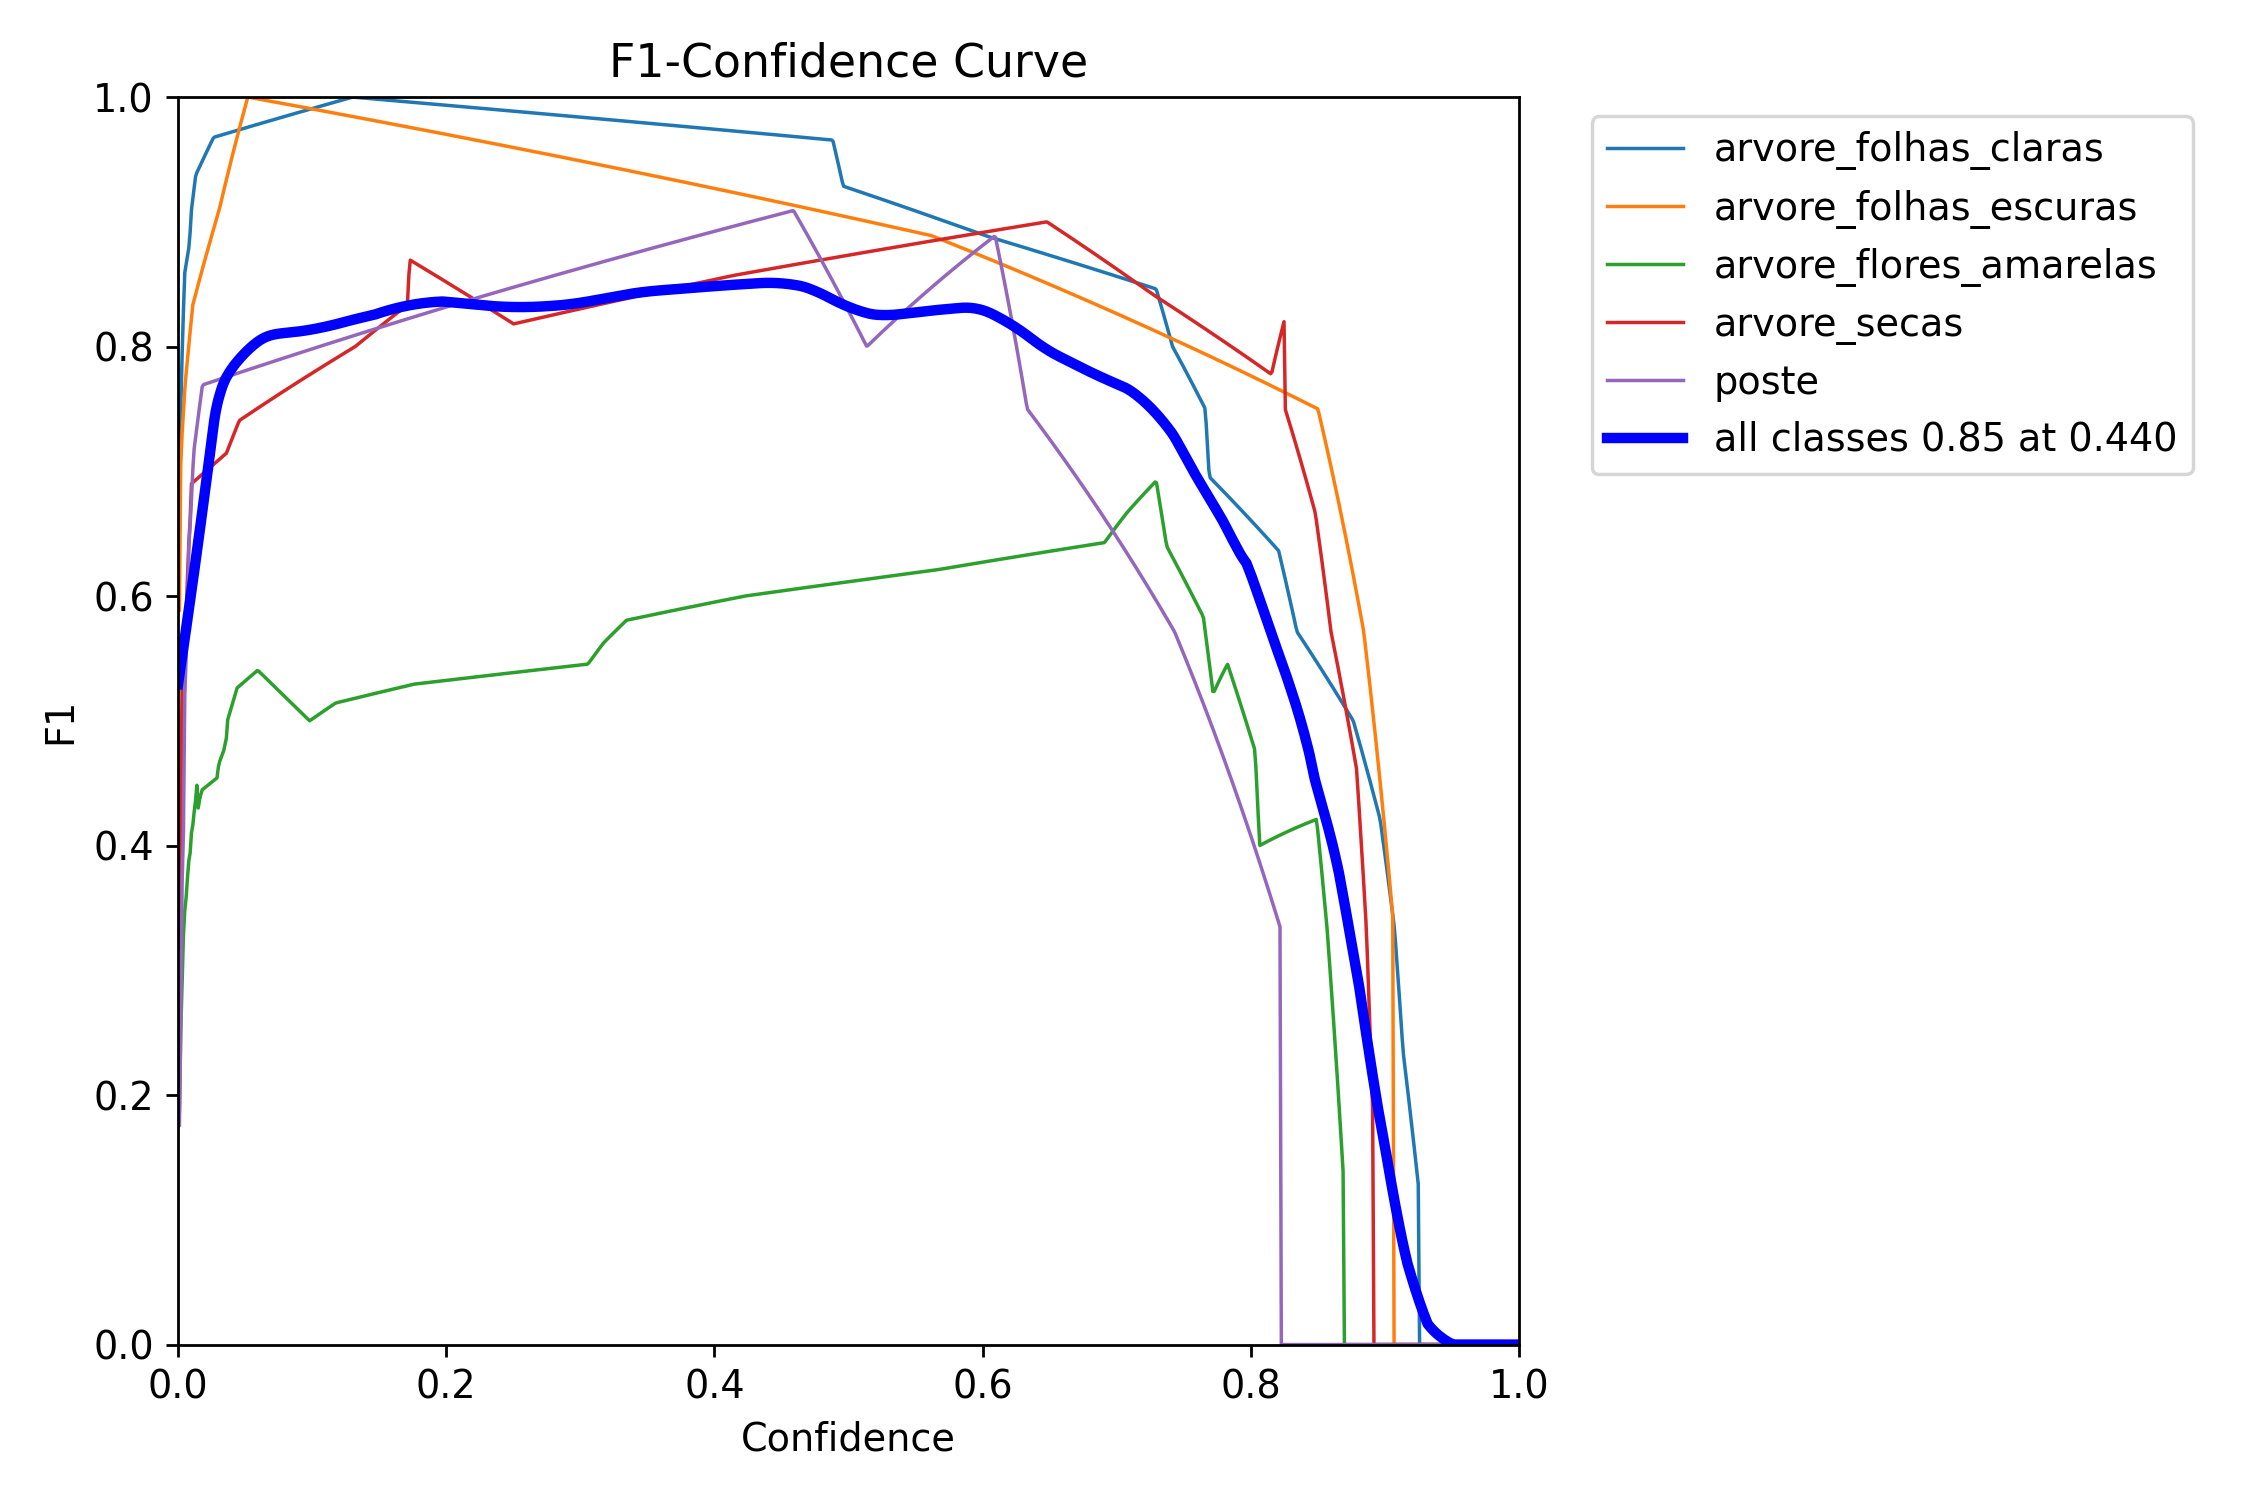 F1-Confidence Curve
1.0
0.8
0.6
0.4
0.2
0.0
F1
0.0 0.2 0.4 0.6 0.8 1.0
Confidence
arvore_folhas_claras
arvore_folhas_escuras
arvore_flores_amarelas
arvore_secas
poste
all classes 0.85 at 0.440